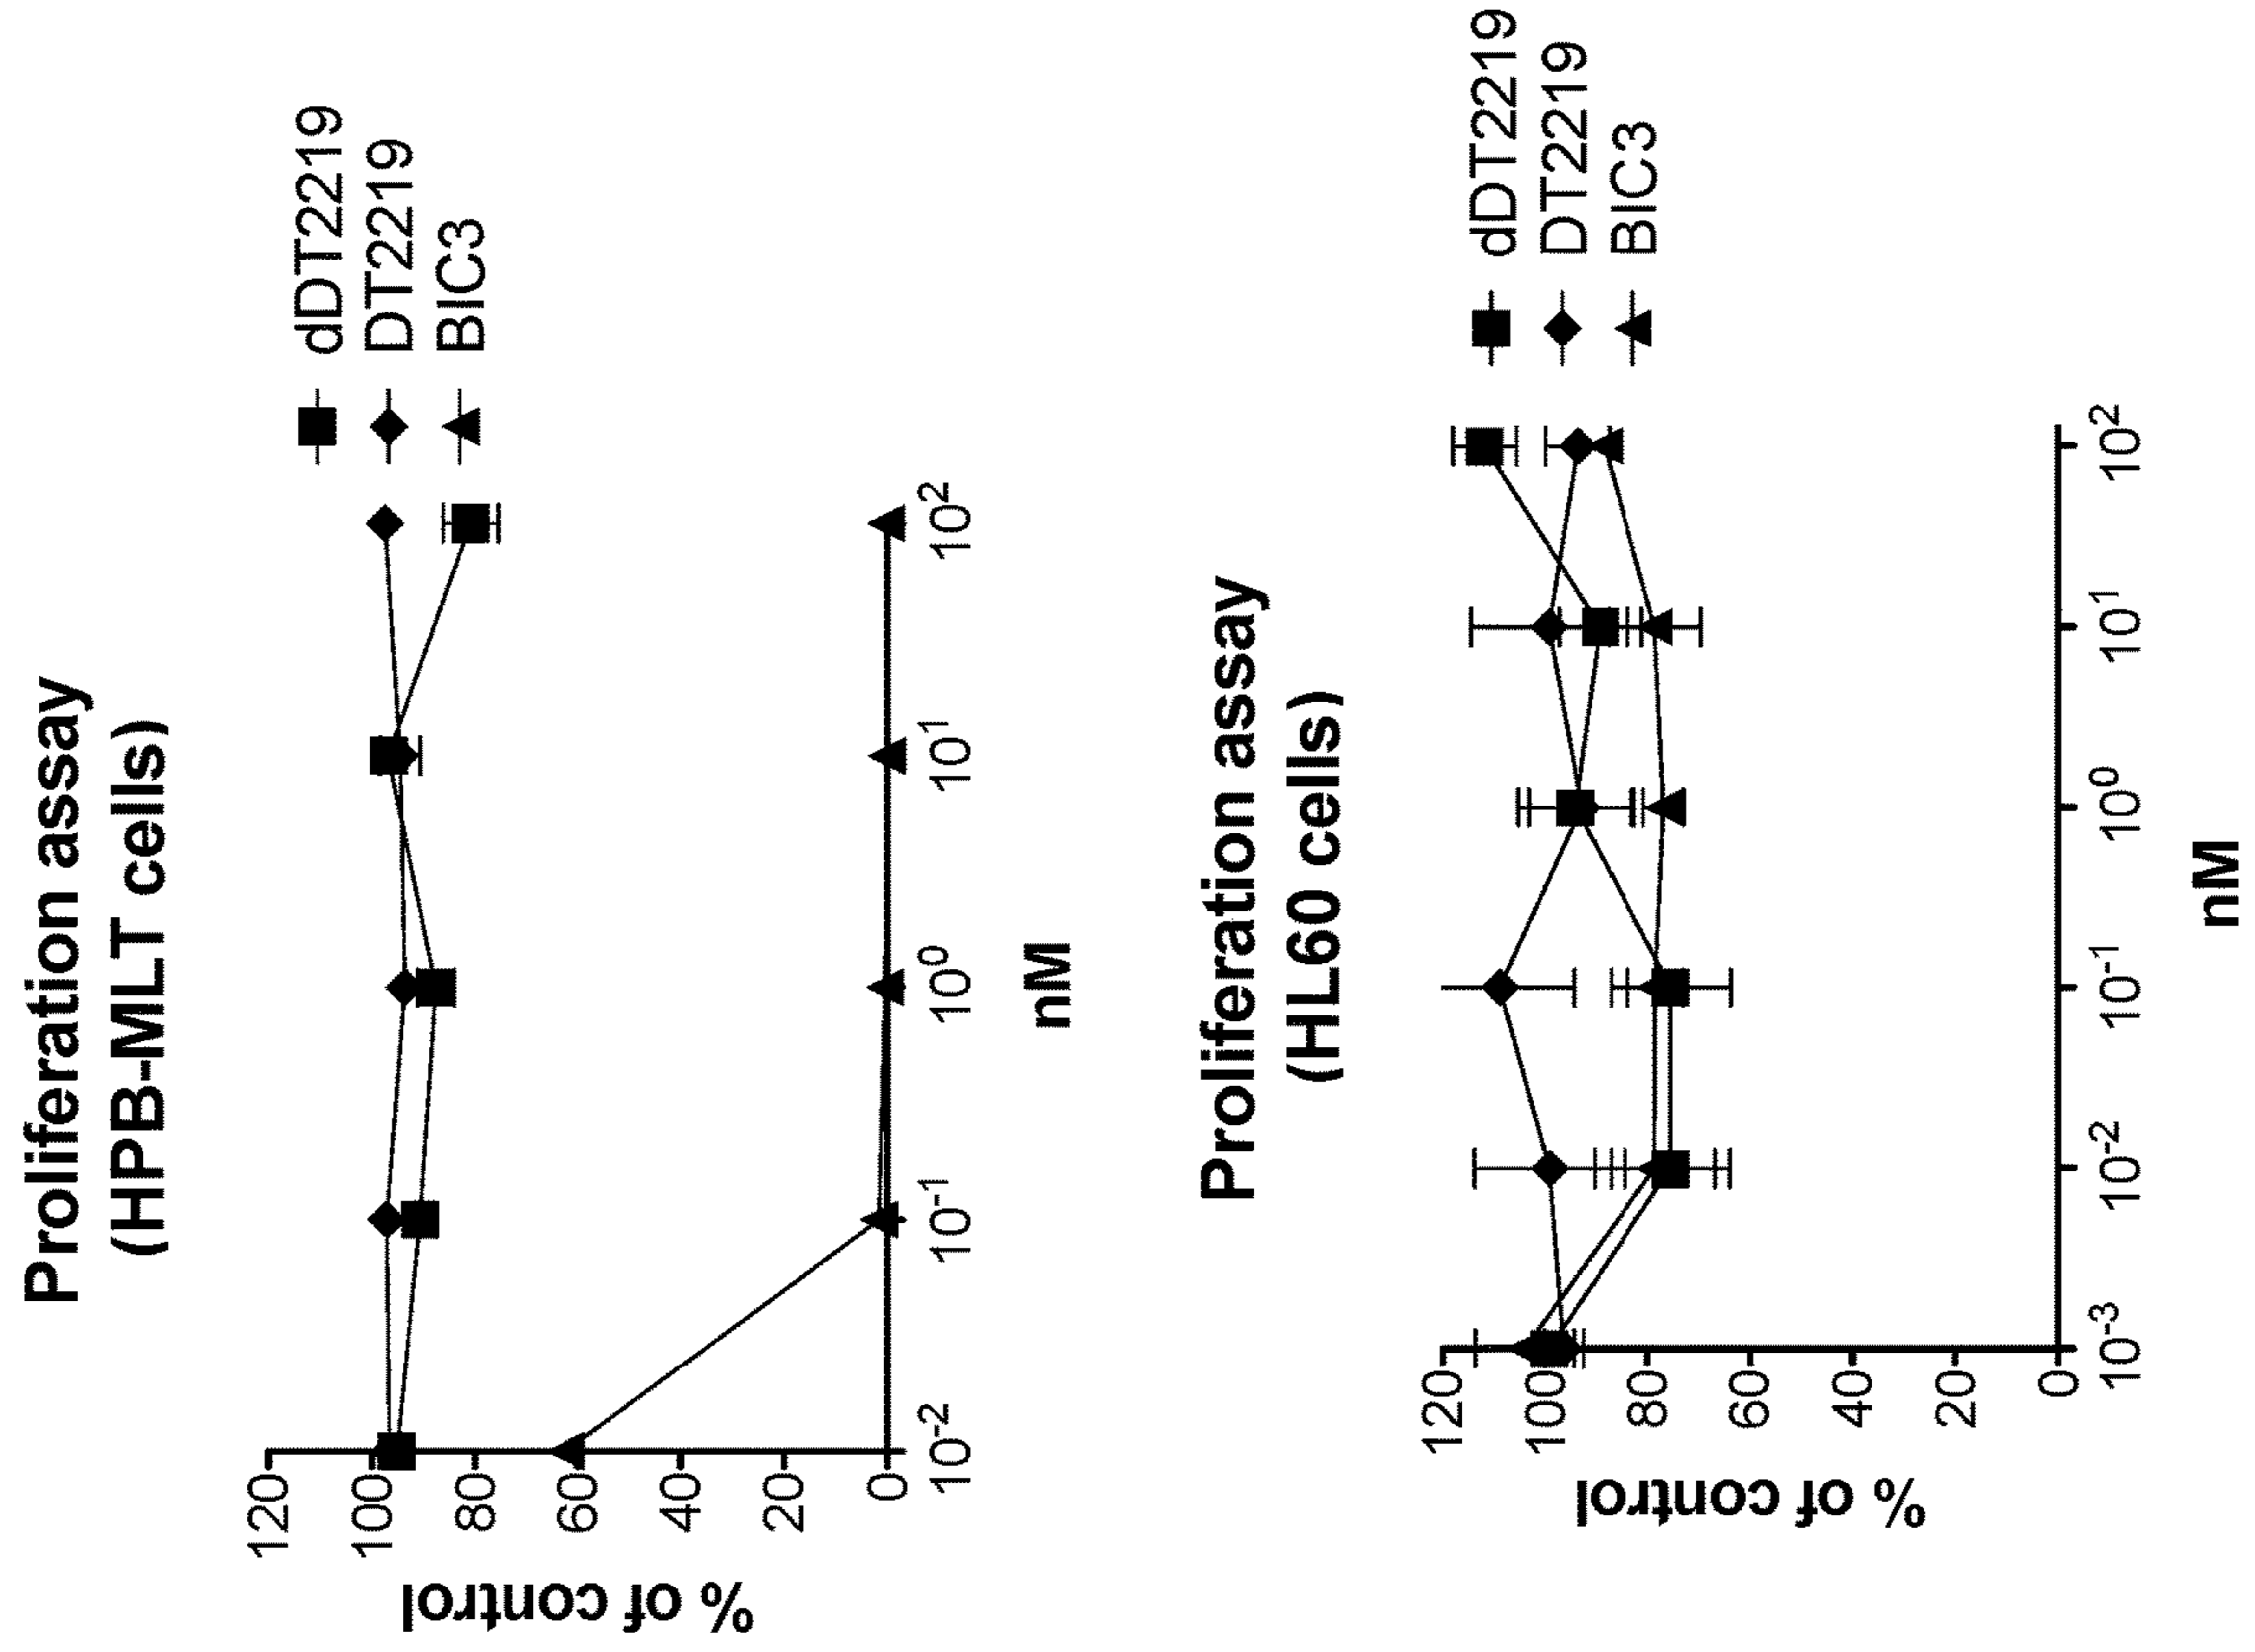 Proliferation assay
(HPB-MLT cells)
% of control
120
100
80
60
40
20
0
10⁻²
10⁻¹
10⁰
10¹
10²
nM
dDT2219
DT2219
BIC3
Proliferation assay
(HL60 cells)
% of control
120
100
80
60
40
20
0
10⁻³
10⁻²
10⁻¹
10⁰
10¹
10²
nM
dDT2219
DT2219
BIC3